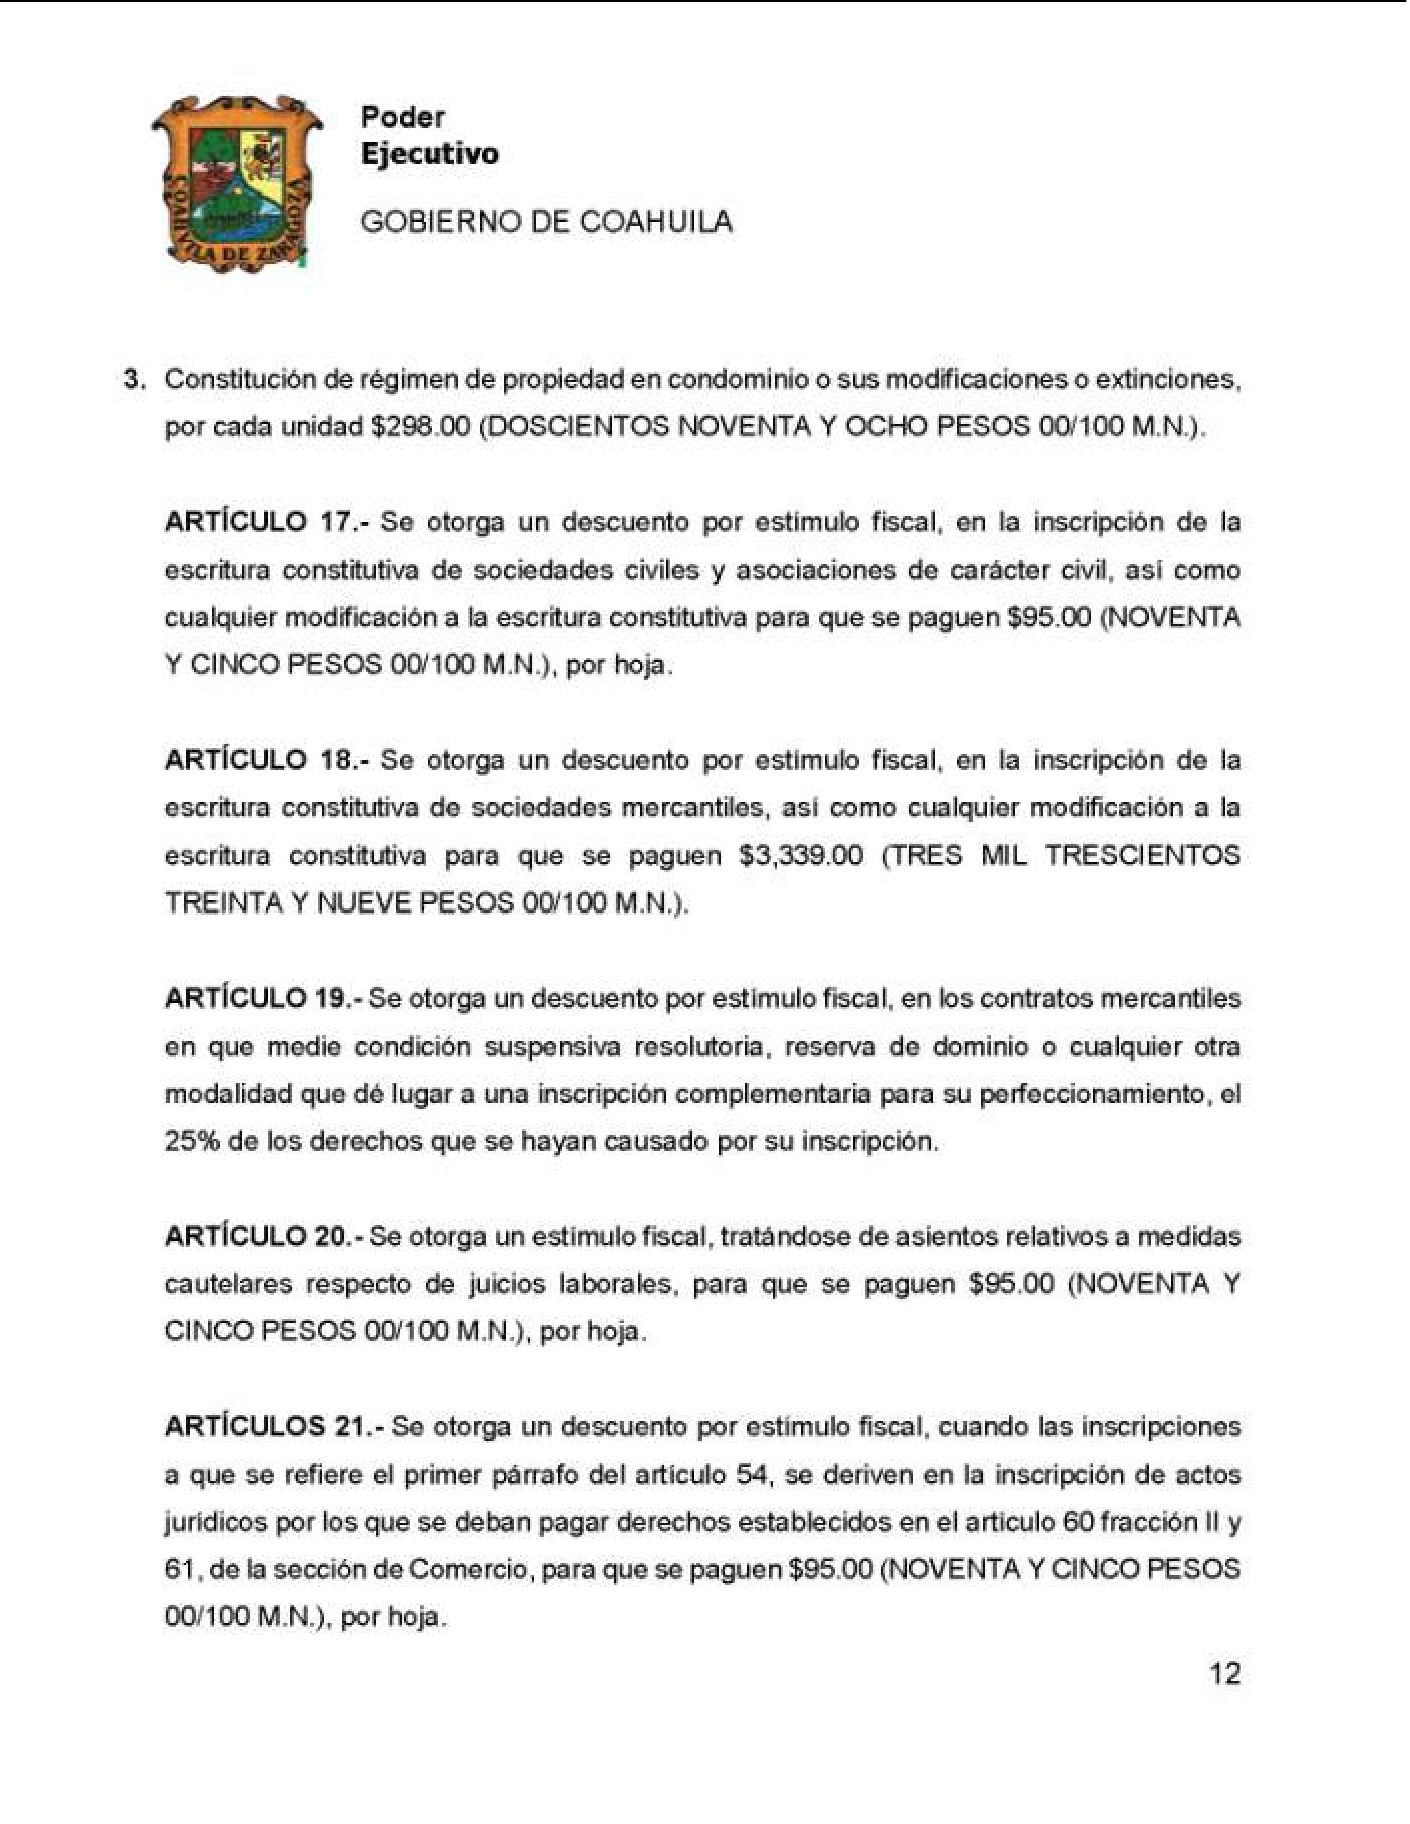 Poder
Ejecutivo
GOBIERNO DE COAHUILA
COAHVILA DE ZARAGOZA
3. Constitución de régimen de propiedad en condominio o sus modificaciones o extinciones,
por cada unidad $298.00 (DOSCIENTOS NOVENTA Y OCHO PESOS 00/100 M.N.).
ARTÍCULO 17.- Se otorga un descuento por estímulo fiscal, en la inscripción de la
escritura constitutiva de sociedades civiles y asociaciones de carácter civil, así como
cualquier modificación a la escritura constitutiva para que se paguen $95.00 (NOVENTA
Y CINCO PESOS 00/100 M.N.), por hoja.
ARTÍCULO 18.- Se otorga un descuento por estímulo fiscal, en la inscripción de la
escritura constitutiva de sociedades mercantiles, así como cualquier modificación a la
escritura constitutiva para que se paguen $3,339.00 (TRES MIL TRESCIENTOS
TREINTA Y NUEVE PESOS 00/100 M.N.).
ARTÍCULO 19.- Se otorga un descuento por estímulo fiscal, en los contratos mercantiles
en que medie condición suspensiva resolutoria, reserva de dominio o cualquier otra
modalidad que dé lugar a una inscripción complementaria para su perfeccionamiento, el
25% de los derechos que se hayan causado por su inscripción.
ARTÍCULO 20.- Se otorga un estímulo fiscal, tratándose de asientos relativos a medidas
cautelares respecto de juicios laborales, para que se paguen $95.00 (NOVENTA Y
CINCO PESOS 00/100 M.N.), por hoja.
ARTÍCULOS 21.- Se otorga un descuento por estímulo fiscal, cuando las inscripciones
a que se refiere el primer párrafo del artículo 54, se deriven en la inscripción de actos
jurídicos por los que se deban pagar derechos establecidos en el artículo 60 fracción II y
61, de la sección de Comercio, para que se paguen $95.00 (NOVENTA Y CINCO PESOS
00/100 M.N.), por hoja.
12